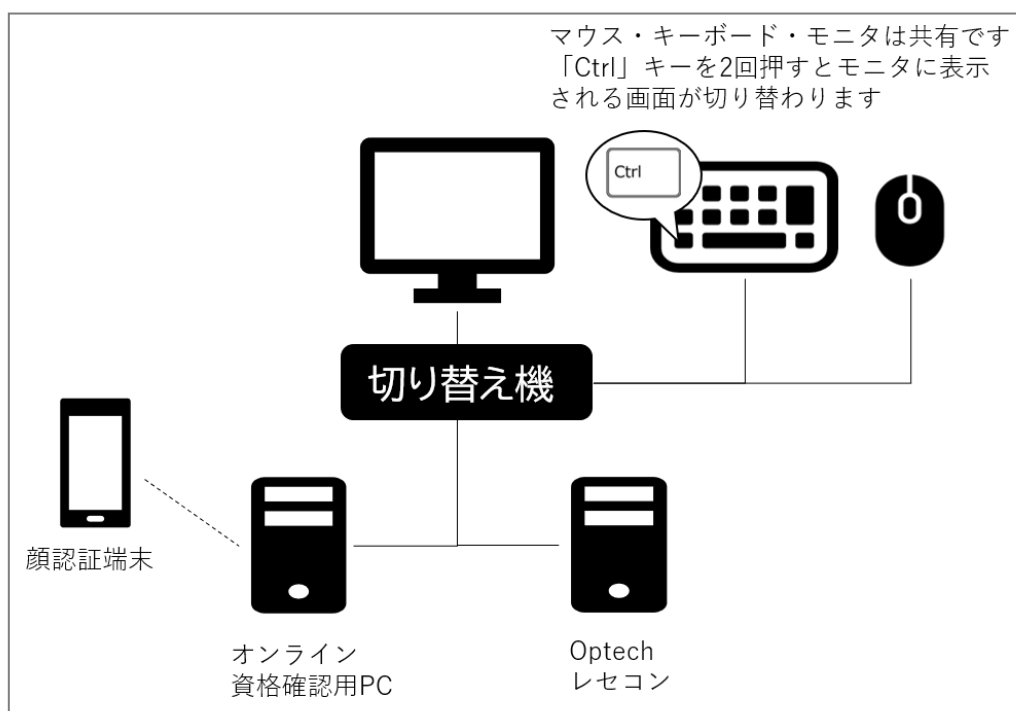 マウス・キーボード・モニタは共有です
「Ctrl」キーを2回押すとモニタに表示
される画面が切り替わります
Ctrl
切り替え機
顔認証端末
オンライン
資格確認用PC
Optech
レセコン